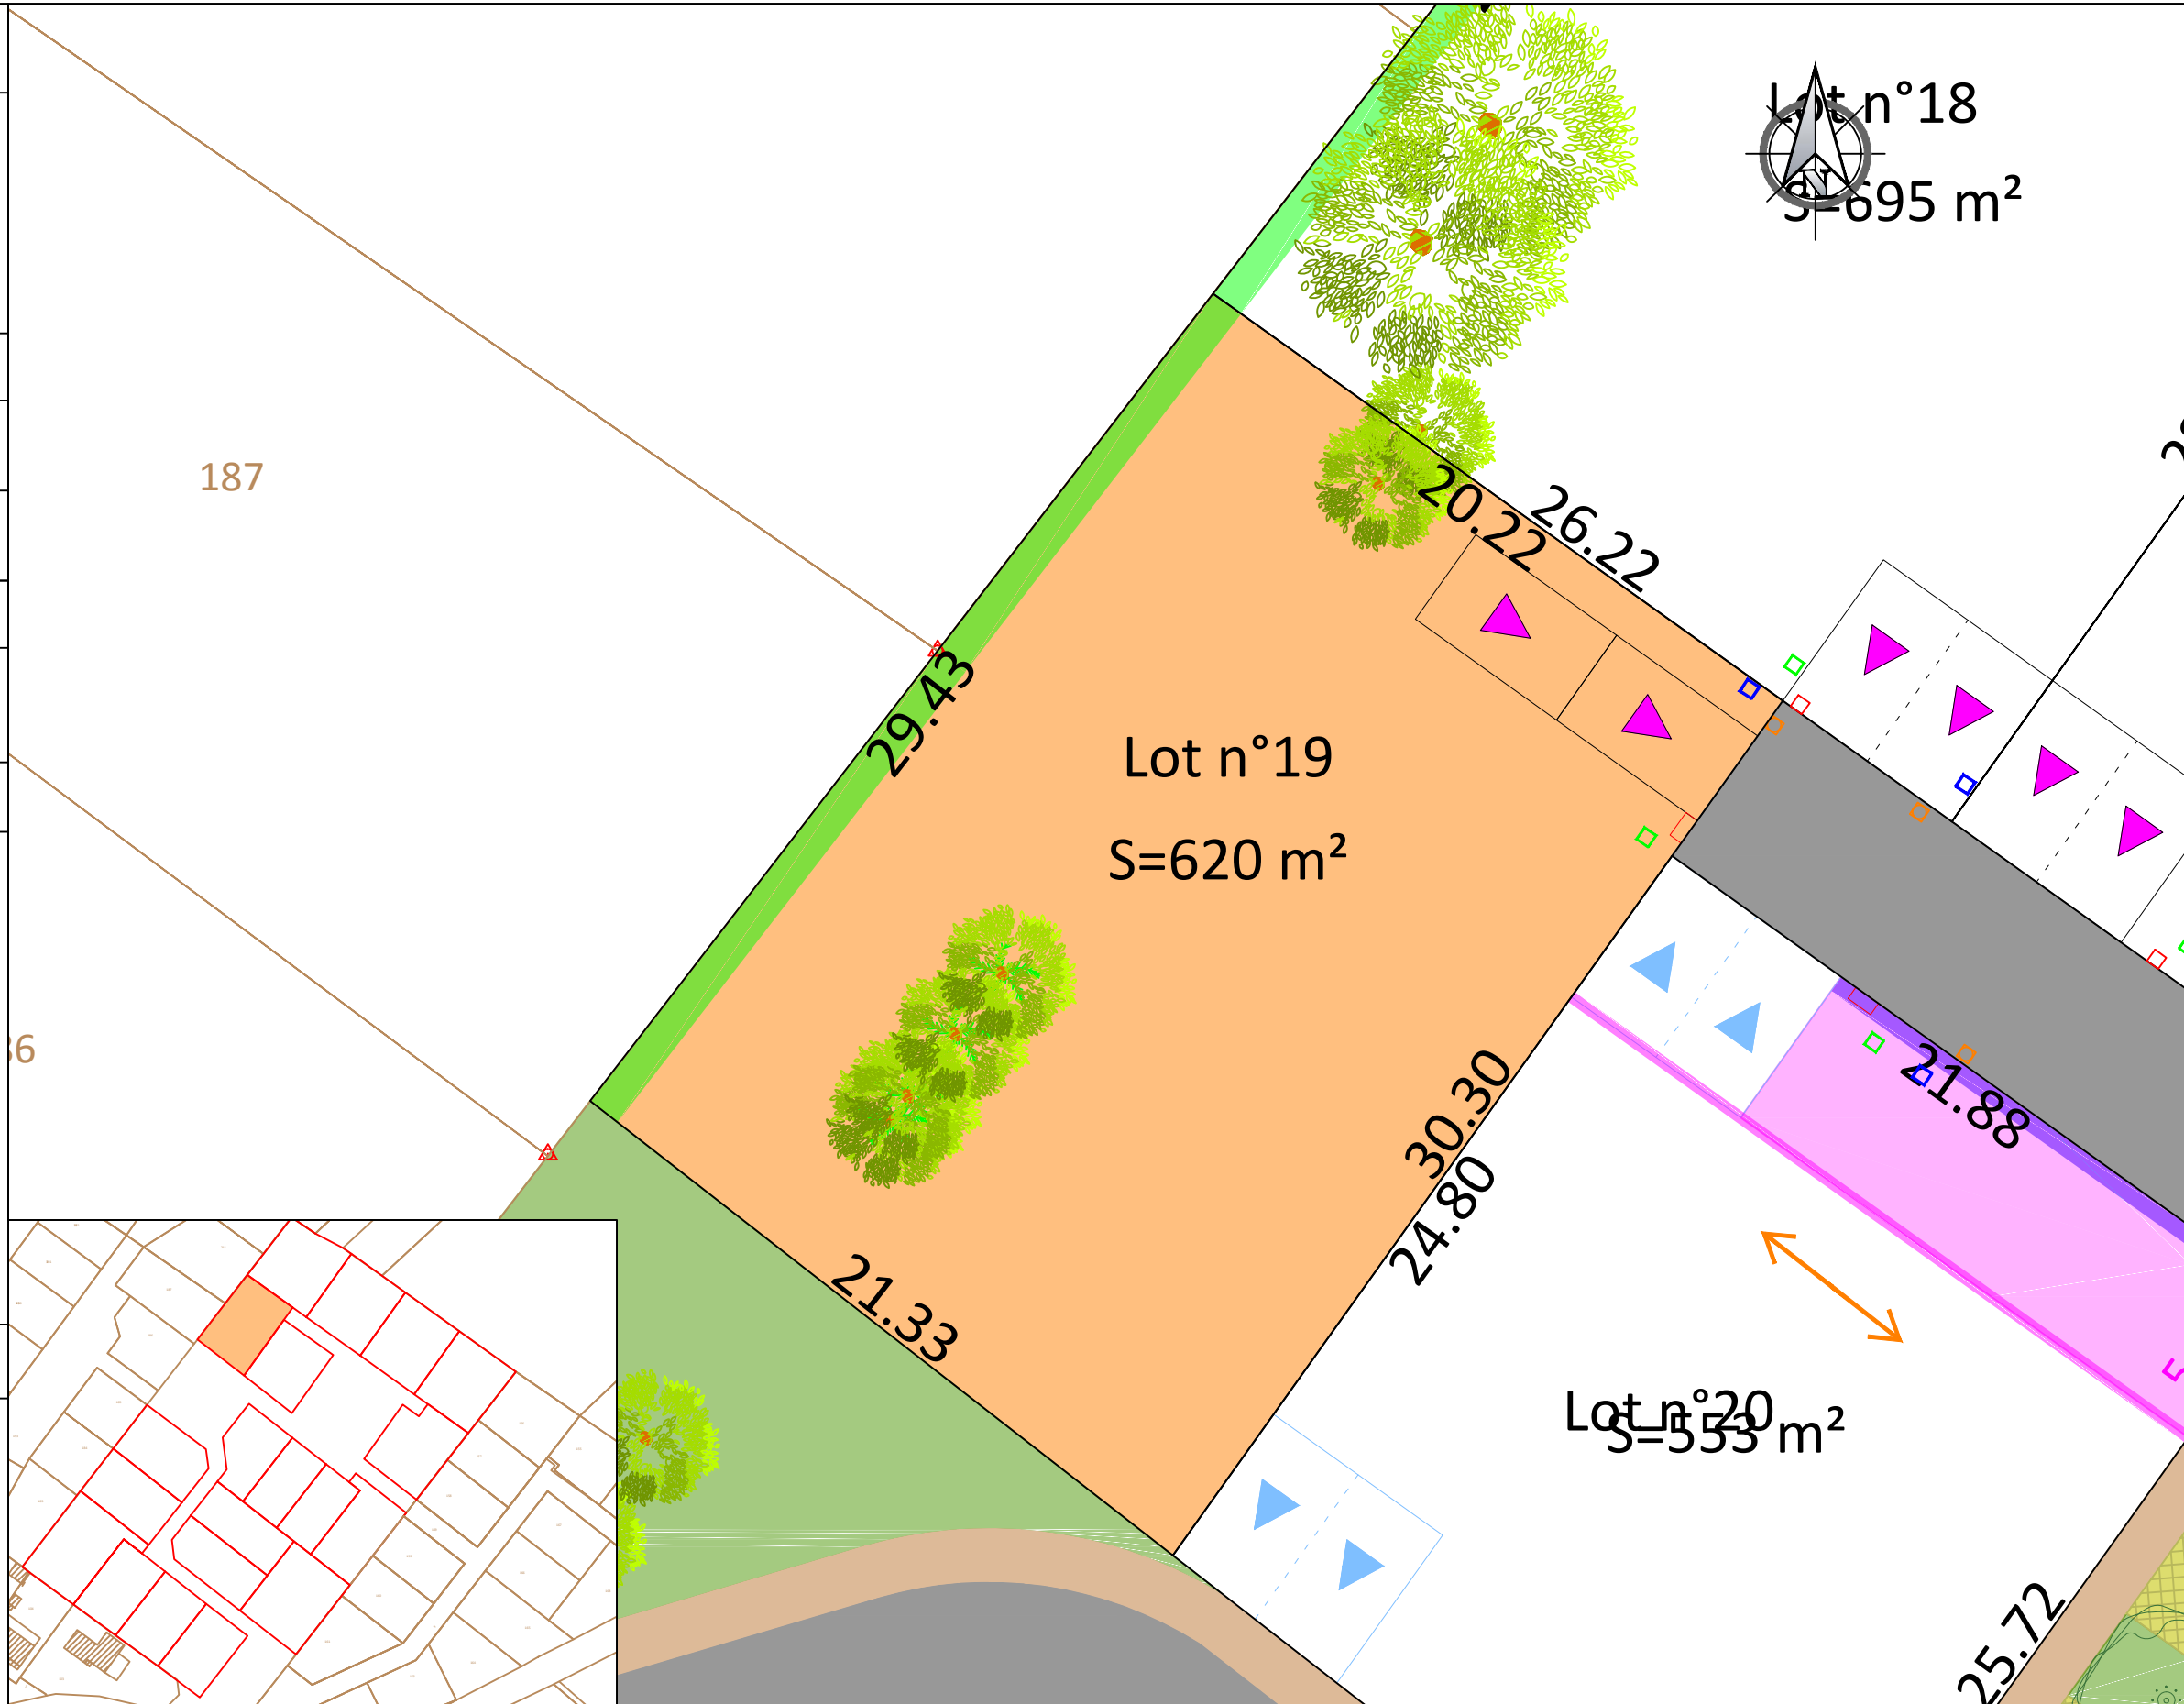 Lot n°18
N
S=695 m²
187
20.22
26.22
29.43
Lot n°19
S=620 m²
21.88
30.30
24.80
21.33
Lot n°20
S=553 m²
25.72